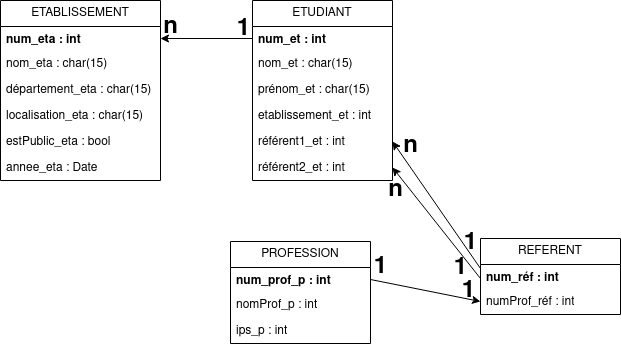 ETABLISSEMENT
num_eta : int
nom_eta : char(15)
département_eta : char(15)
localisation_eta : char(15)
estPublic_eta : bool
annee_eta : Date
n
1
ETUDIANT
num_et : int
nom_et : char(15)
prénom_et : char(15)
etablissement_et : int
référent1_et : int
référent2_et : int
n
n
1
1
1
1
PROFESSION
num_prof_p : int
nomProf_p : int
ips_p : int
REFERENT
num_réf : int
numProf_réf : int